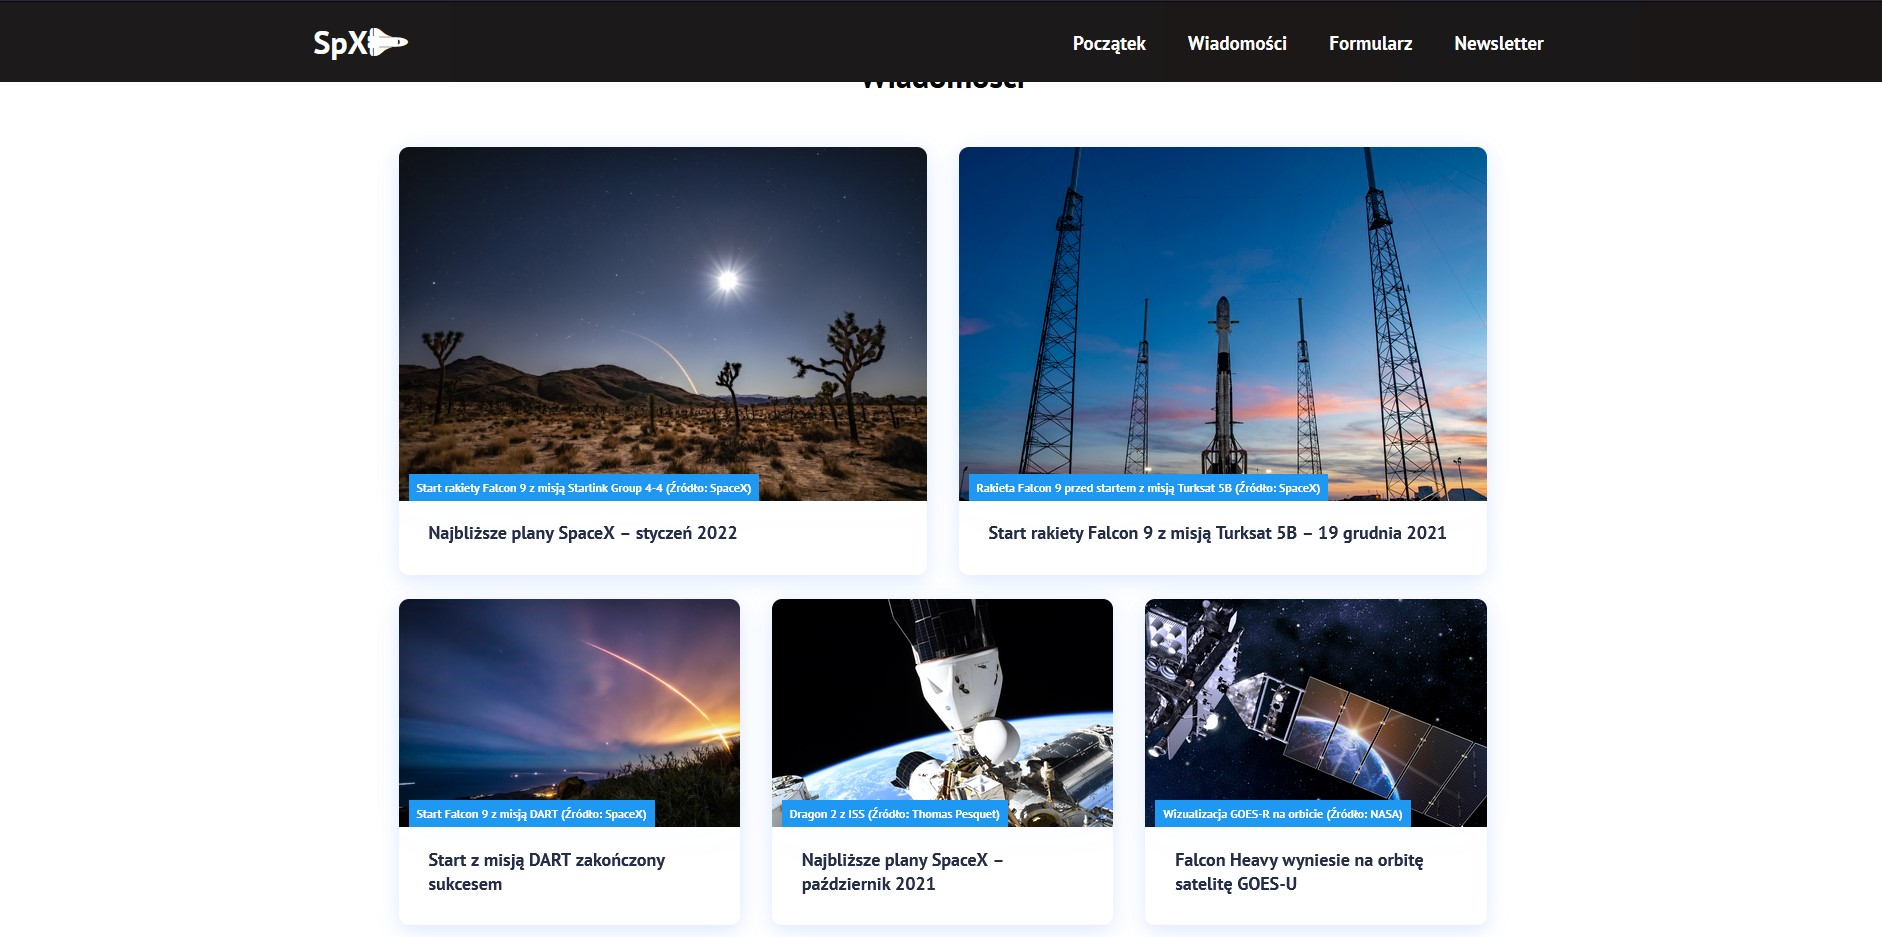 SpX
Początek Wiadomości Formularz Newsletter
Wiadomości
Start rakiety Falcon 9 z misją Starlink Group 4-4 (Źródło: SpaceX)
Najbliższe plany SpaceX – styczeń 2022
Rakieta Falcon 9 przed startem z misją Turksat 5B (Źródło: SpaceX)
Start rakiety Falcon 9 z misją Turksat 5B – 19 grudnia 2021
Start Falcon 9 z misją DART (Źródło: SpaceX)
Start z misją DART zakończony
sukcesem
Dragon 2 z ISS (Źródło: Thomas Pesquet)
Najbliższe plany SpaceX –
październik 2021
Wizualizacja GOES-R na orbicie (Źródło: NASA)
Falcon Heavy wyniesie na orbitę
satelitę GOES-U